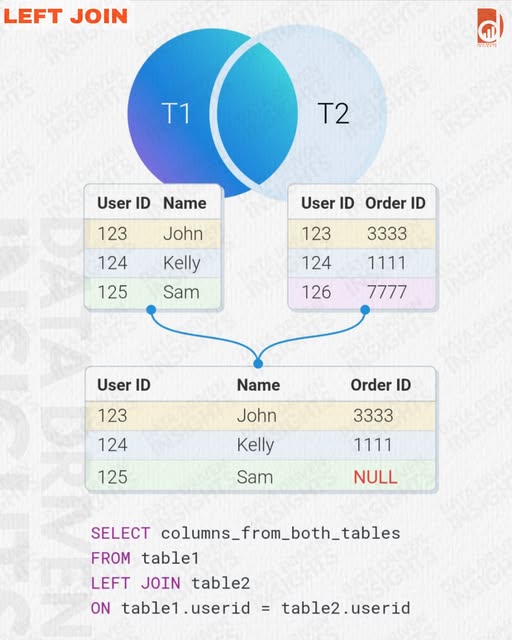 LEFT JOIN
T1
T2
User ID Name
123 John
124 Kelly
125 Sam
User ID Order ID
123 3333
124 1111
126 7777
User ID Name Order ID
123 John 3333
124 Kelly 1111
125 Sam NULL
SELECT columns_from_both_tables
FROM table1
LEFT JOIN table2
ON table1.userid = table2.userid
DATA DRIVEN
INSIGHTS